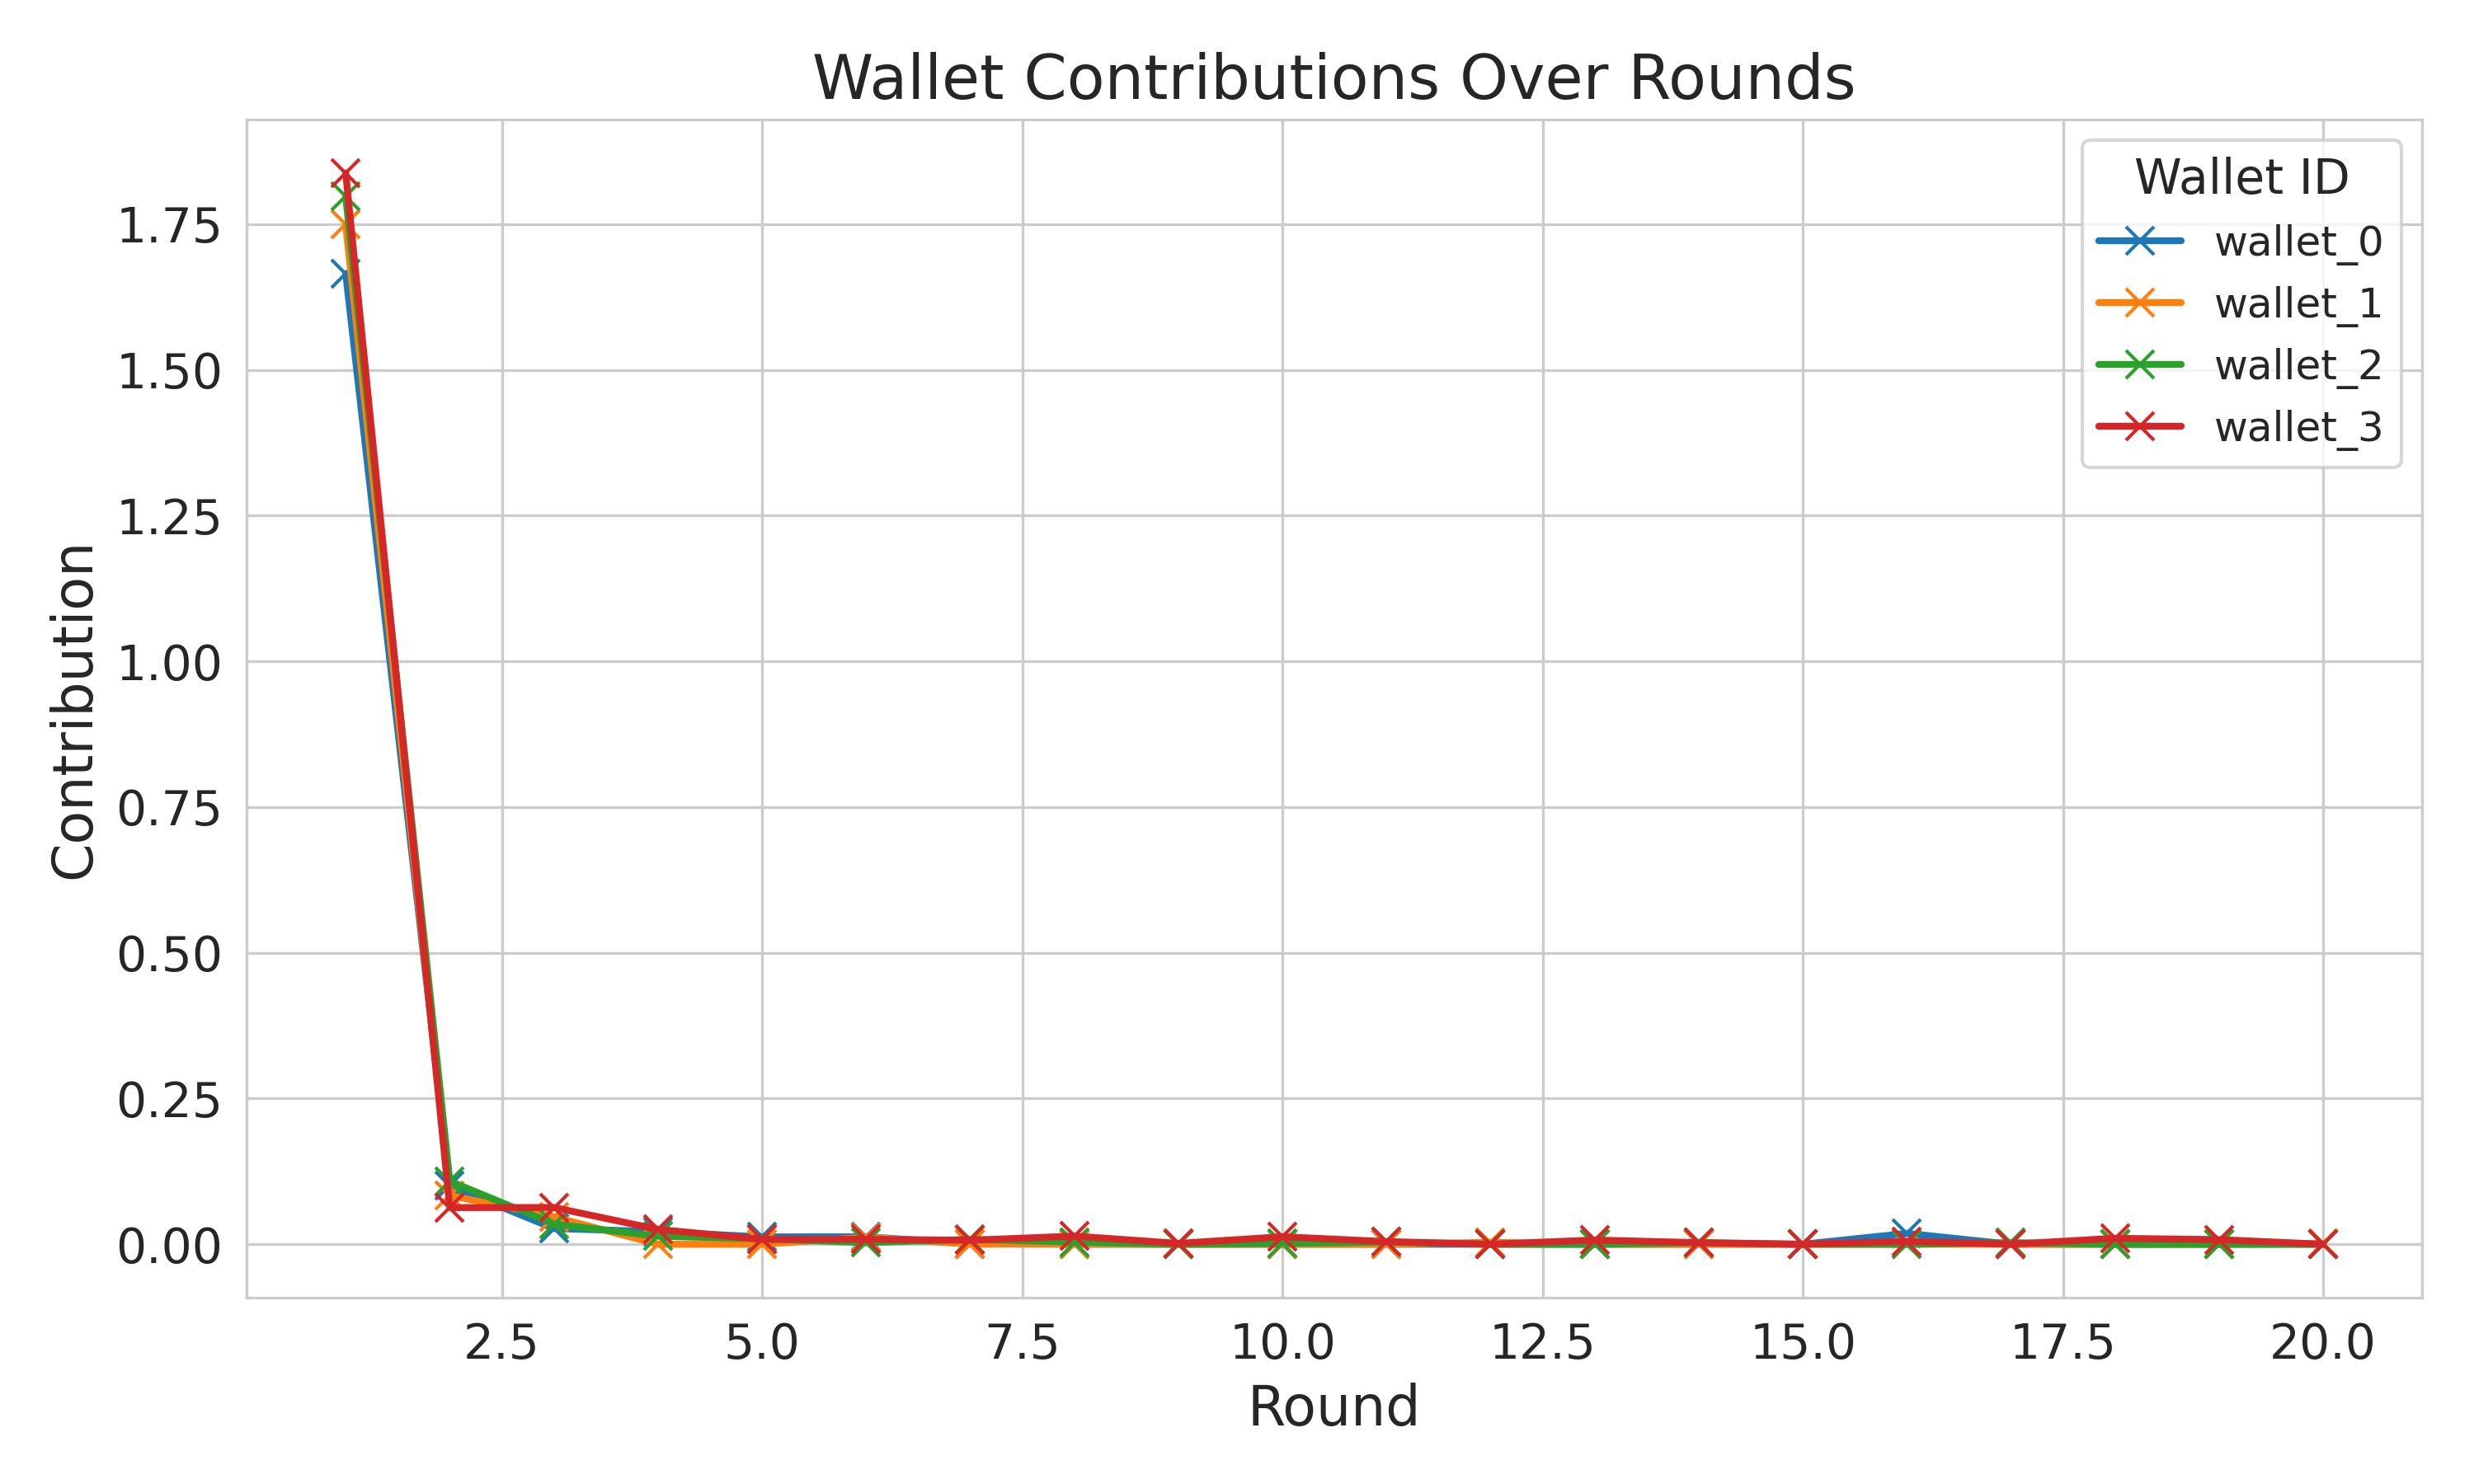 Wallet Contributions Over Rounds
Wallet ID
wallet_0
wallet_1
wallet_2
wallet_3
Contribution
1.75
1.50
1.25
1.00
0.75
0.50
0.25
0.00
2.5 5.0 7.5 10.0 12.5 15.0 17.5 20.0
Round